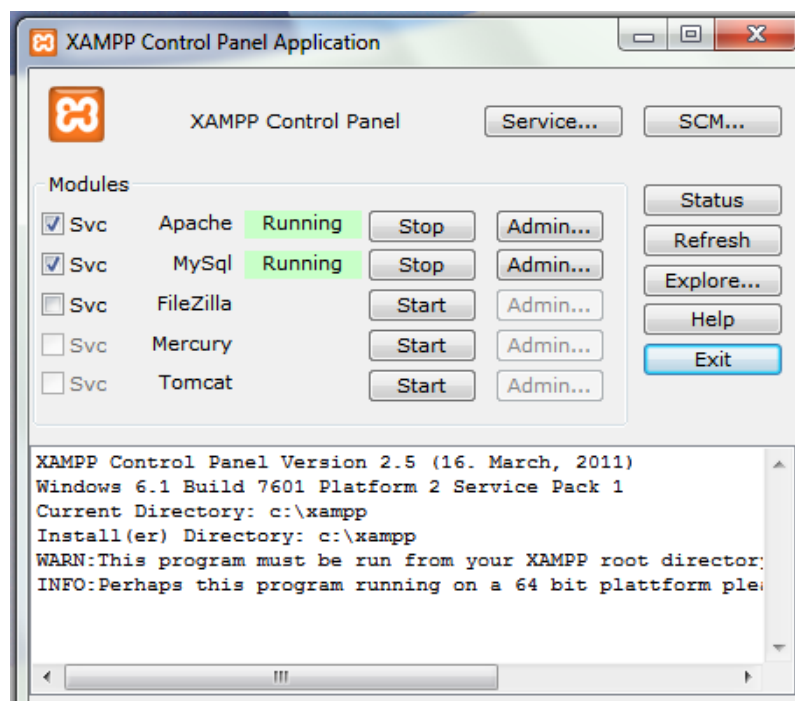 XAMPP Control Panel Application
XAMPP Control Panel Service... SCM...
Modules
Svc Apache Running Stop Admin...
Svc MySql Running Stop Admin...
Svc FileZilla Start Admin...
Svc Mercury Start Admin...
Svc Tomcat Start Admin...
Status
Refresh
Explore...
Help
Exit
XAMPP Control Panel Version 2.5 (16. March, 2011)
Windows 6.1 Build 7601 Platform 2 Service Pack 1
Current Directory: c:\xampp
Install(er) Directory: c:\xampp
WARN:This program must be run from your XAMPP root
INFO:Perhaps this program running on a 64 bit plattform